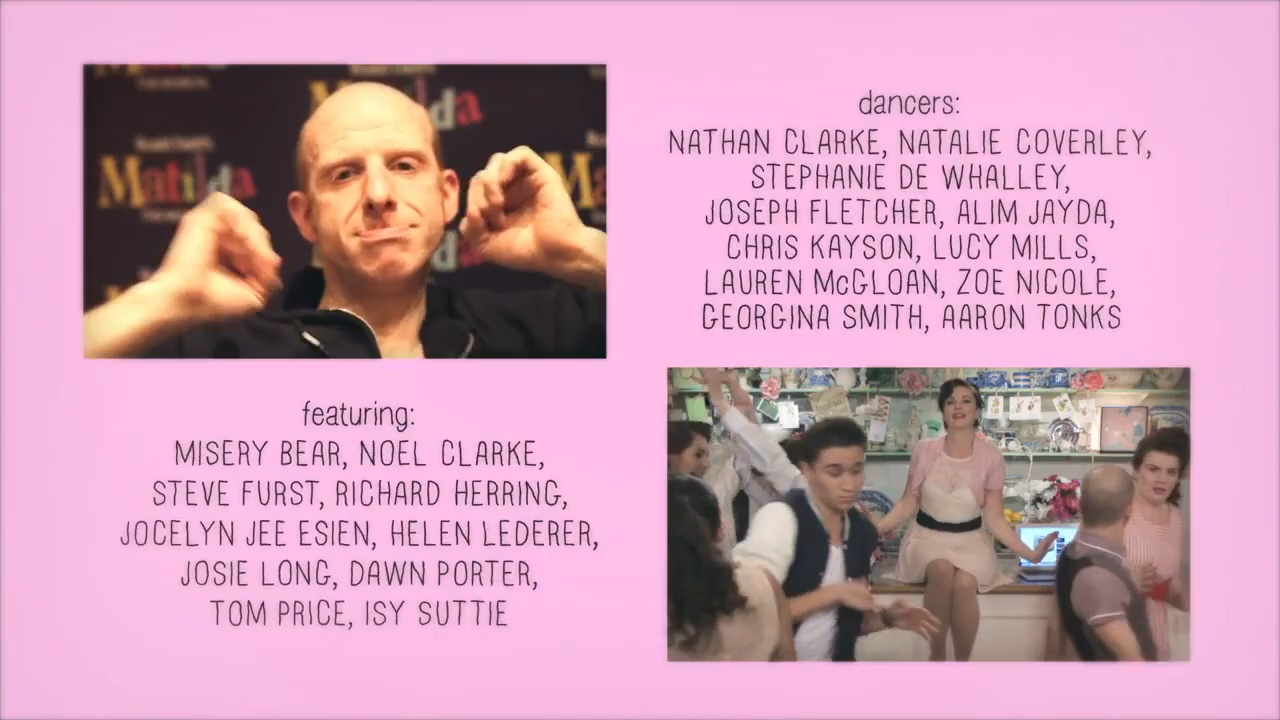 Matilda
Matilda
dancers:
NATHAN CLARKE, NATALIE COVERLEY,
STEPHANIE DE WHALLEY,
JOSEPH FLETCHER, ALIM JAYDA,
CHRIS KAYSON, LUCY MILLS,
LAUREN McGLOAN, ZOE NICOLE,
GEORGINA SMITH, AARON TONKS
featuring:
MISERY BEAR, NOEL CLARKE,
STEVE FURST, RICHARD HERRING,
JOCELYN JEE ESIEN, HELEN LEDERER,
JOSIE LONG, DAWN PORTER,
TOM PRICE, ISY SUTTIE